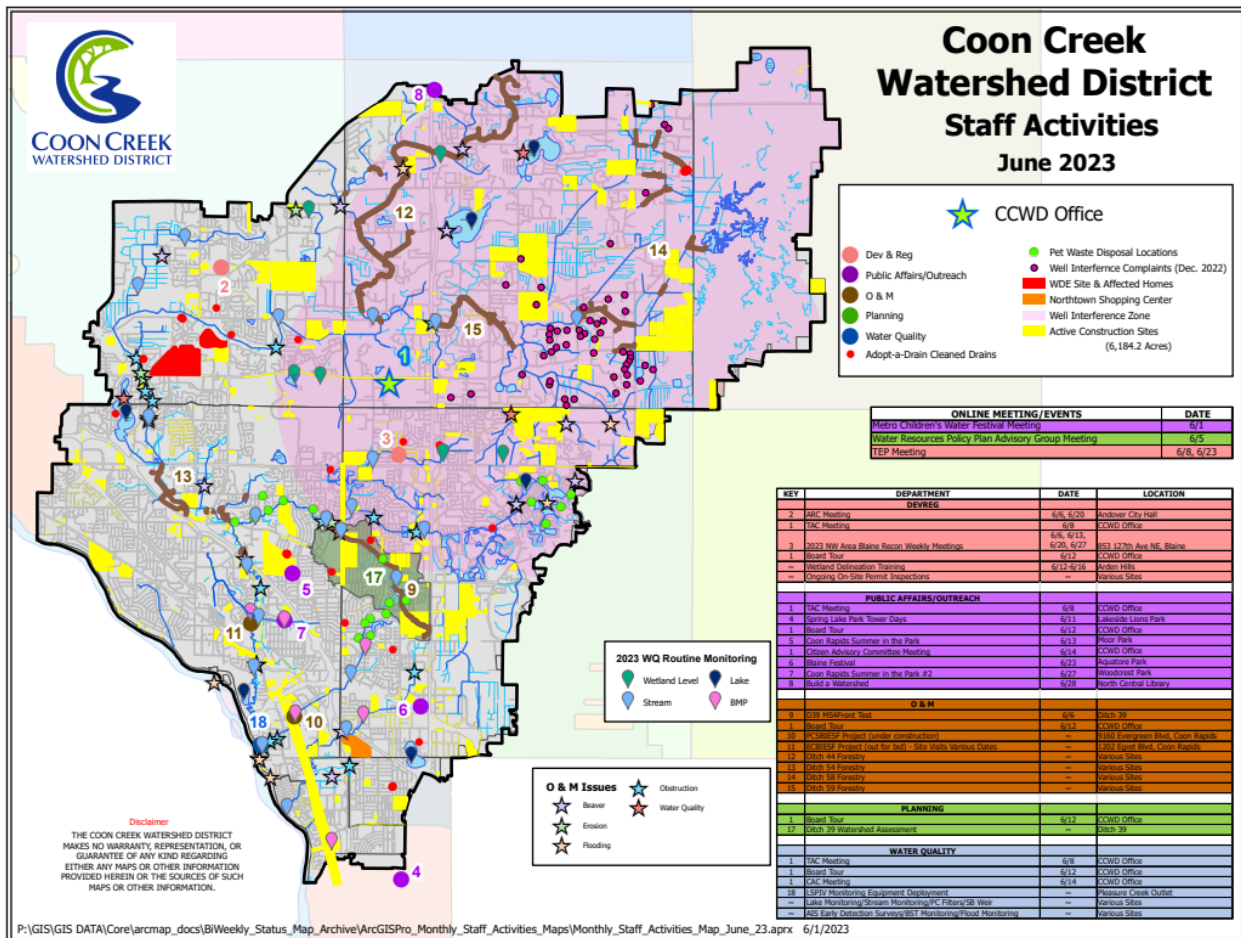 Coon Creek
Watershed District
Staff Activities
June 2023
COON CREEK
WATERSHED DISTRICT
CCWD Office
Dev & Reg
Public Affairs/Outreach
O & M
Planning
Water Quality
Adopt-a-Drain Cleaned Drains
Pet Waste Disposal Locations
Well Interfernce Complaints (Dec. 2022)
WDE Site & Affected Homes
Northtown Shopping Center
Well Interference Zone
Active Construction Sites
(6,184.2 Acres)
8
12
14
2
15
1
3
13
17
9
5
11
7
6
18
10
4
ONLINE MEETING/EVENTS DATE
Metro Children's Water Festival Meeting 6/1
Water Resources Policy Plan Advisory Group Meeting 6/5
TEP Meeting 6/8, 6/23
KEY DEPARTMENT DATE LOCATION
DEVREG
2 ARC Meeting 6/6, 6/20 Andover City Hall
1 TAC Meeting 6/8 CCWD Office
3 2023 NW Area Blaine Recon Weekly Meetings 6/6, 6/13, 6/20, 6/27 853 127th Ave NE, Blaine
1 Board Tour 6/12 CCWD Office
~ Wetland Delineation Training 6/12-6/16 Arden Hills
~ Ongoing On-Site Permit Inspections ~ Various Sites
PUBLIC AFFAIRS/OUTREACH
1 TAC Meeting 6/8 CCWD Office
4 Spring Lake Park Tower Days 6/11 Lakeside Lions Park
1 Board Tour 6/12 CCWD Office
5 Coon Rapids Summer in the Park 6/13 Moor Park
1 Citizen Advisory Committee Meeting 6/14 CCWD Office
6 Blaine Festival 6/23 Aquatore Park
7 Coon Rapids Summer in the Park #2 6/27 Woodcrest Park
8 Build a Watershed 6/28 North Central Library
O & M
9 D39 MS4Front Test 6/6 Ditch 39
1 Board Tour 6/12 CCWD Office
10 PCSBIESF Project (under construction) ~ 9160 Evergreen Blvd, Coon Rapids
11 ECBIESF Project (out for bid) - Site Visits Various Dates ~ 1202 Egret Blvd, Coon Rapids
12 Ditch 44 Forestry ~ Various Sites
13 Ditch 54 Forestry ~ Various Sites
14 Ditch 58 Forestry ~ Various Sites
15 Ditch 59 Forestry ~ Various Sites
PLANNING
1 Board Tour 6/12 CCWD Office
17 Ditch 39 Watershed Assessment ~ Ditch 39
WATER QUALITY
1 TAC Meeting 6/8 CCWD Office
1 Board Tour 6/12 CCWD Office
1 CAC Meeting 6/14 CCWD Office
18 LSPIV Monitoring Equipment Deployment ~ Pleasure Creek Outlet
~ Lake Monitoring/Stream Monitoring/PC Filters/SB Weir ~ Various Sites
~ AIS Early Detection Surveys/BST Monitoring/Flood Monitoring ~ Various Sites
2023 WQ Routine Monitoring
Wetland Level
Lake
Stream
BMP
O & M Issues
Beaver
Erosion
Flooding
Obstruction
Water Quality
Disclaimer
THE COON CREEK WATERSHED DISTRICT
MAKES NO WARRANTY, REPRESENTATION, OR
GUARANTEE OF ANY KIND REGARDING
EITHER ANY MAPS OR OTHER INFORMATION
PROVIDED HEREIN OR THE SOURCES OF SUCH
MAPS OR OTHER INFORMATION.
P:\GIS\GIS DATA\Core\arcmap_docs\BiWeekly_Status_Map_Archive\ArcGISPro_Monthly_Staff_Activities_Maps\Monthly_Staff_Activities_Map_June_23.aprx 6/1/2023